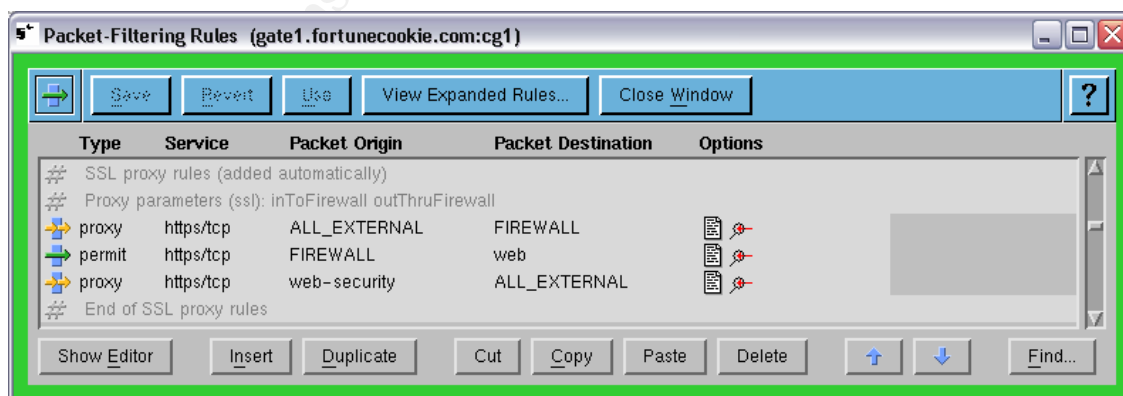 Packet-Filtering Rules (gate1.fortunecookie.com:cg1)
Save Revert Use View Expanded Rules... Close Window ?
Type Service Packet Origin Packet Destination Options
# SSL proxy rules (added automatically)
# Proxy parameters (ssl): inToFirewall outThruFirewall
proxy https/tcp ALL_EXTERNAL FIREWALL
permit https/tcp FIREWALL web
proxy https/tcp web-security ALL_EXTERNAL
# End of SSL proxy rules
Show Editor Insert Duplicate Cut Copy Paste Delete Find...